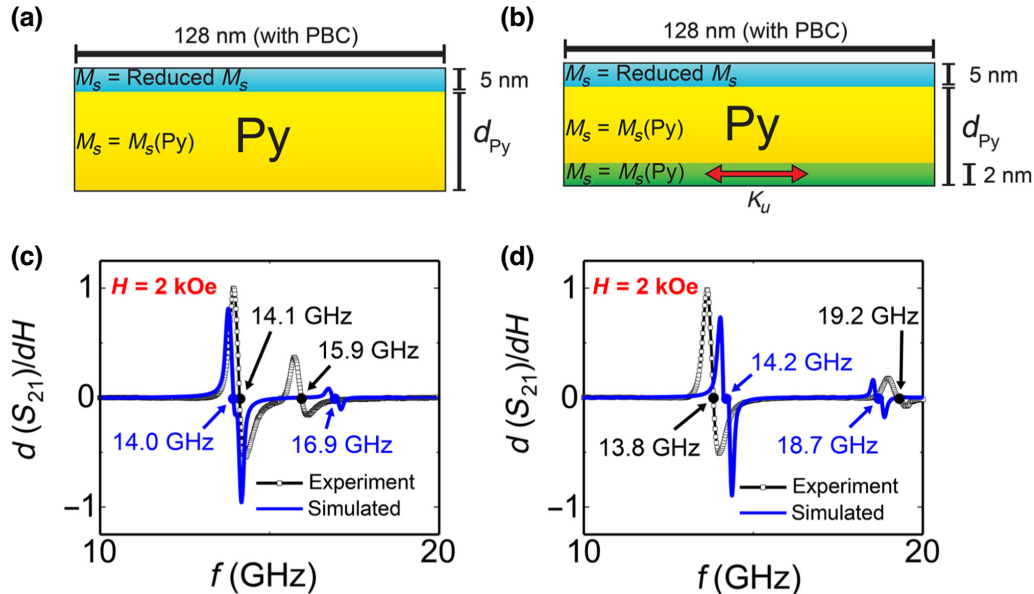 (a)
128 nm (with PBC)
Ms = Reduced Ms
5 nm
Ms = Ms(Py)
Py
dPy
(b)
128 nm (with PBC)
Ms = Reduced Ms
5 nm
Ms = Ms(Py)
Py
dPy
Ms = Ms(Py)
2 nm
Ku
(c)
H = 2 kOe
14.1 GHz
15.9 GHz
14.0 GHz
16.9 GHz
Experiment
Simulated
1
0
−1
d (S21)/dH
10
20
f (GHz)
(d)
H = 2 kOe
19.2 GHz
14.2 GHz
13.8 GHz
18.7 GHz
Experiment
Simulated
1
0
−1
d (S21)/dH
10
20
f (GHz)